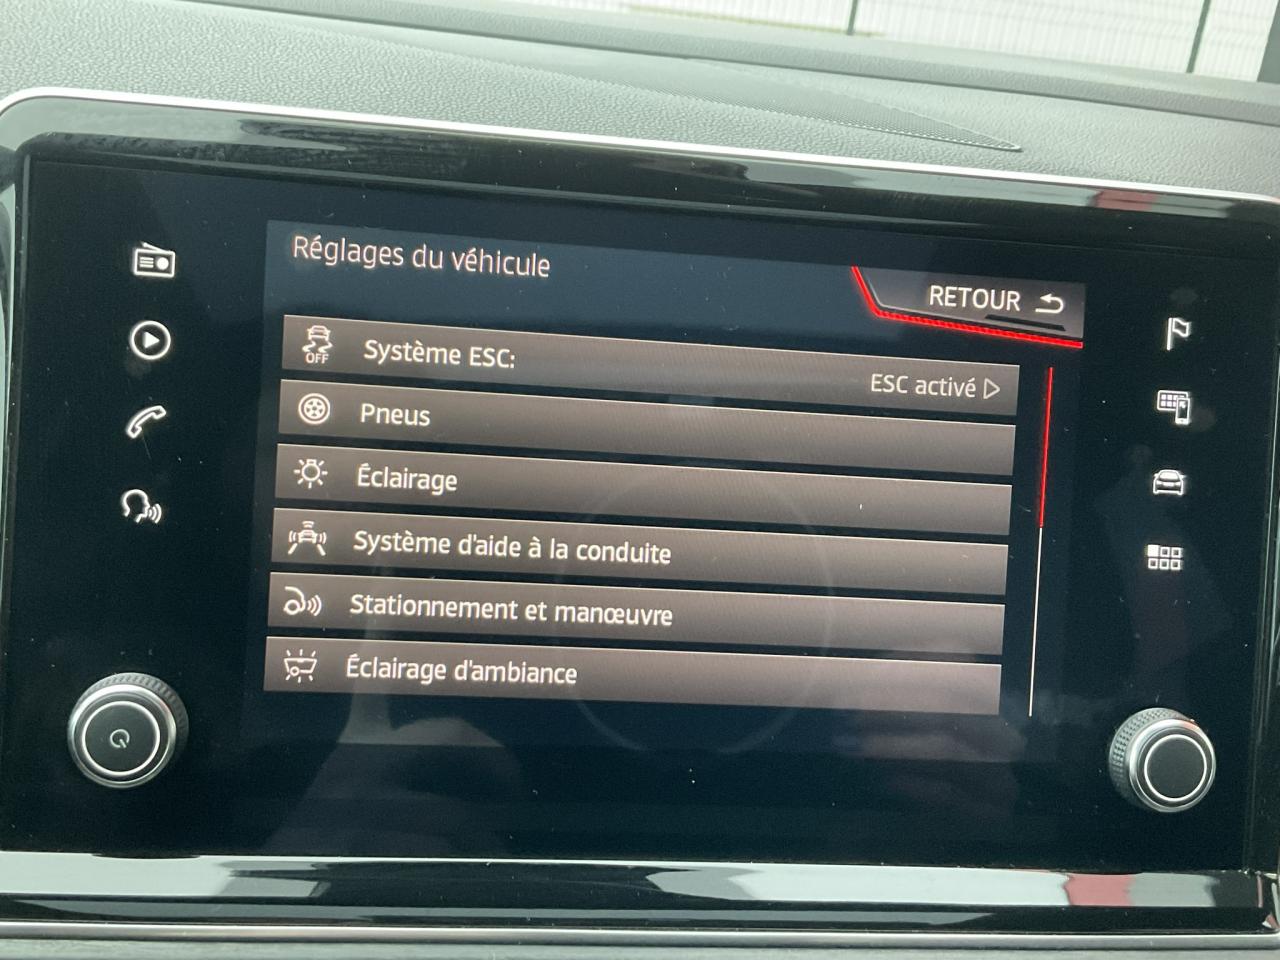 Réglages du véhicule
RETOUR
OFF
Système ESC:
ESC activé
Pneus
Éclairage
Système d'aide à la conduite
Stationnement et manœuvre
Éclairage d'ambiance